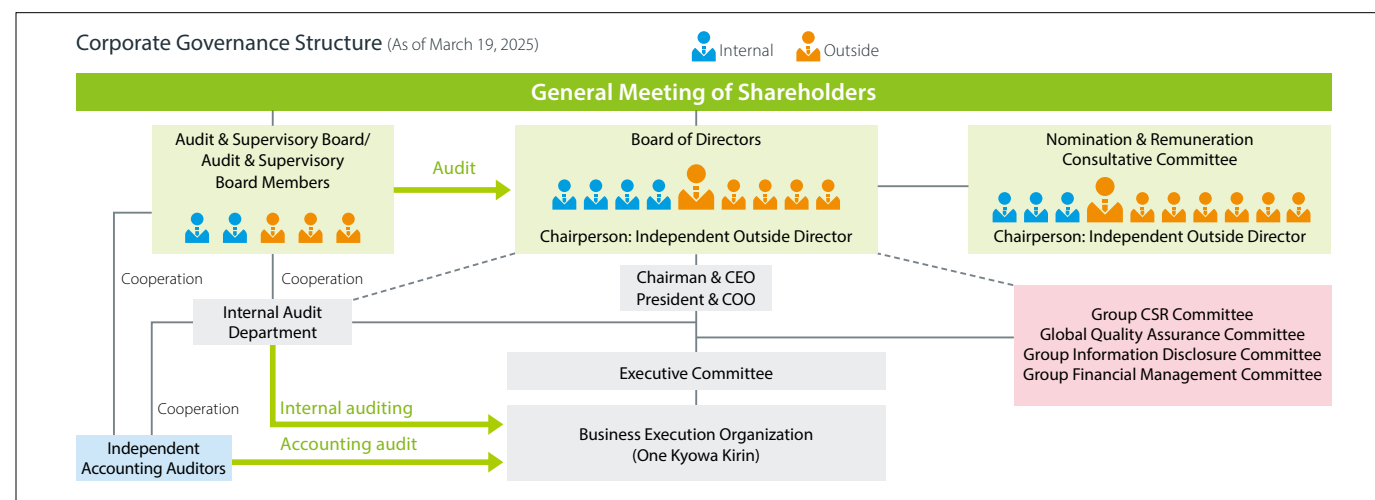 Corporate Governance Structure (As of March 19, 2025)
Internal
Outside
General Meeting of Shareholders
Audit & Supervisory Board/
Audit & Supervisory
Board Members
Audit
Board of Directors
Chairperson: Independent Outside Director
Nomination & Remuneration
Consultative Committee
Chairperson: Independent Outside Director
Cooperation
Cooperation
Chairman & CEO
President & COO
Internal Audit
Department
Group CSR Committee
Global Quality Assurance Committee
Group Information Disclosure Committee
Group Financial Management Committee
Executive Committee
Cooperation
Internal auditing
Business Execution Organization
(One Kyowa Kirin)
Accounting audit
Independent
Accounting Auditors